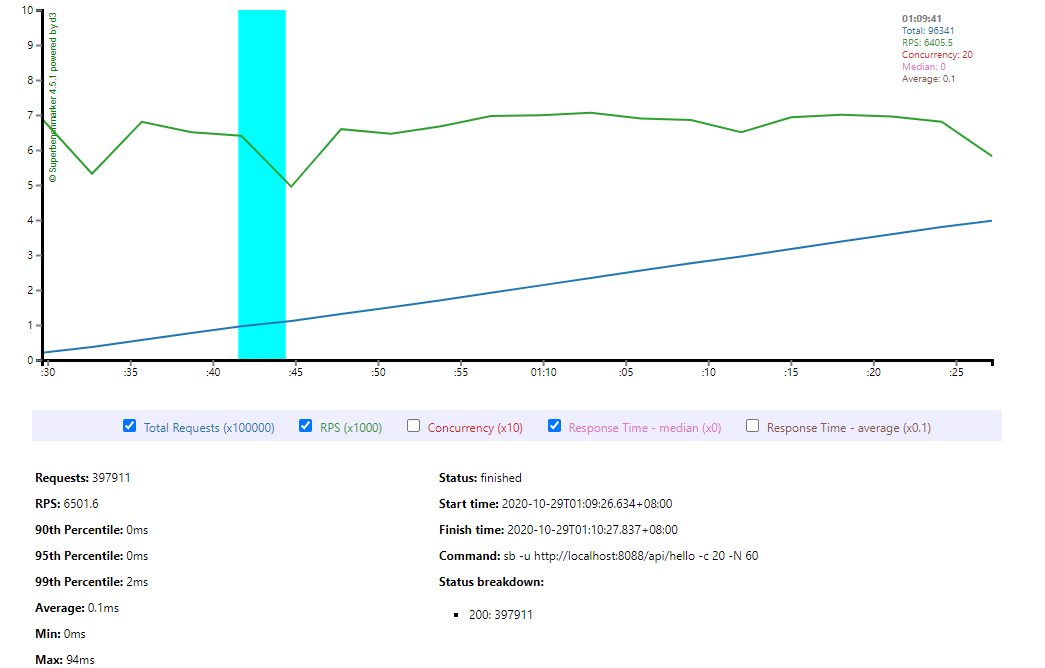 10
9
8
7
6
5
4
3
2
1
0
© Superbenchmarker 4.5.1 powered by d3
01:09:41
Total: 96341
RPS: 6405.5
Concurrency: 20
Median: 0
Average: 0.1
:30 :35 :40 :45 :50 :55 01:10 :05 :10 :15 :20 :25
Total Requests (x100000) RPS (x1000) Concurrency (x10) Response Time - median (x0) Response Time - average (x0.1)
Requests: 397911
RPS: 6501.6
90th Percentile: 0ms
95th Percentile: 0ms
99th Percentile: 2ms
Average: 0.1ms
Min: 0ms
Max: 94ms
Status: finished
Start time: 2020-10-29T01:09:26.634+08:00
Finish time: 2020-10-29T01:10:27.837+08:00
Command: sb -u http://localhost:8088/api/hello -c 20 -N 60
Status breakdown:
200: 397911